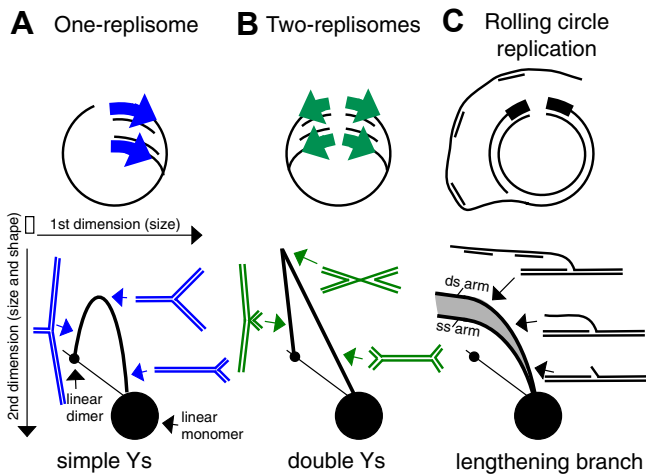 A One-replisome
B Two-replisomes
C Rolling circle
replication
1st dimension (size)
2nd dimension (size and shape)
linear
dimer
linear
monomer
ds arm
ss arm
simple Ys
double Ys
lengthening branch